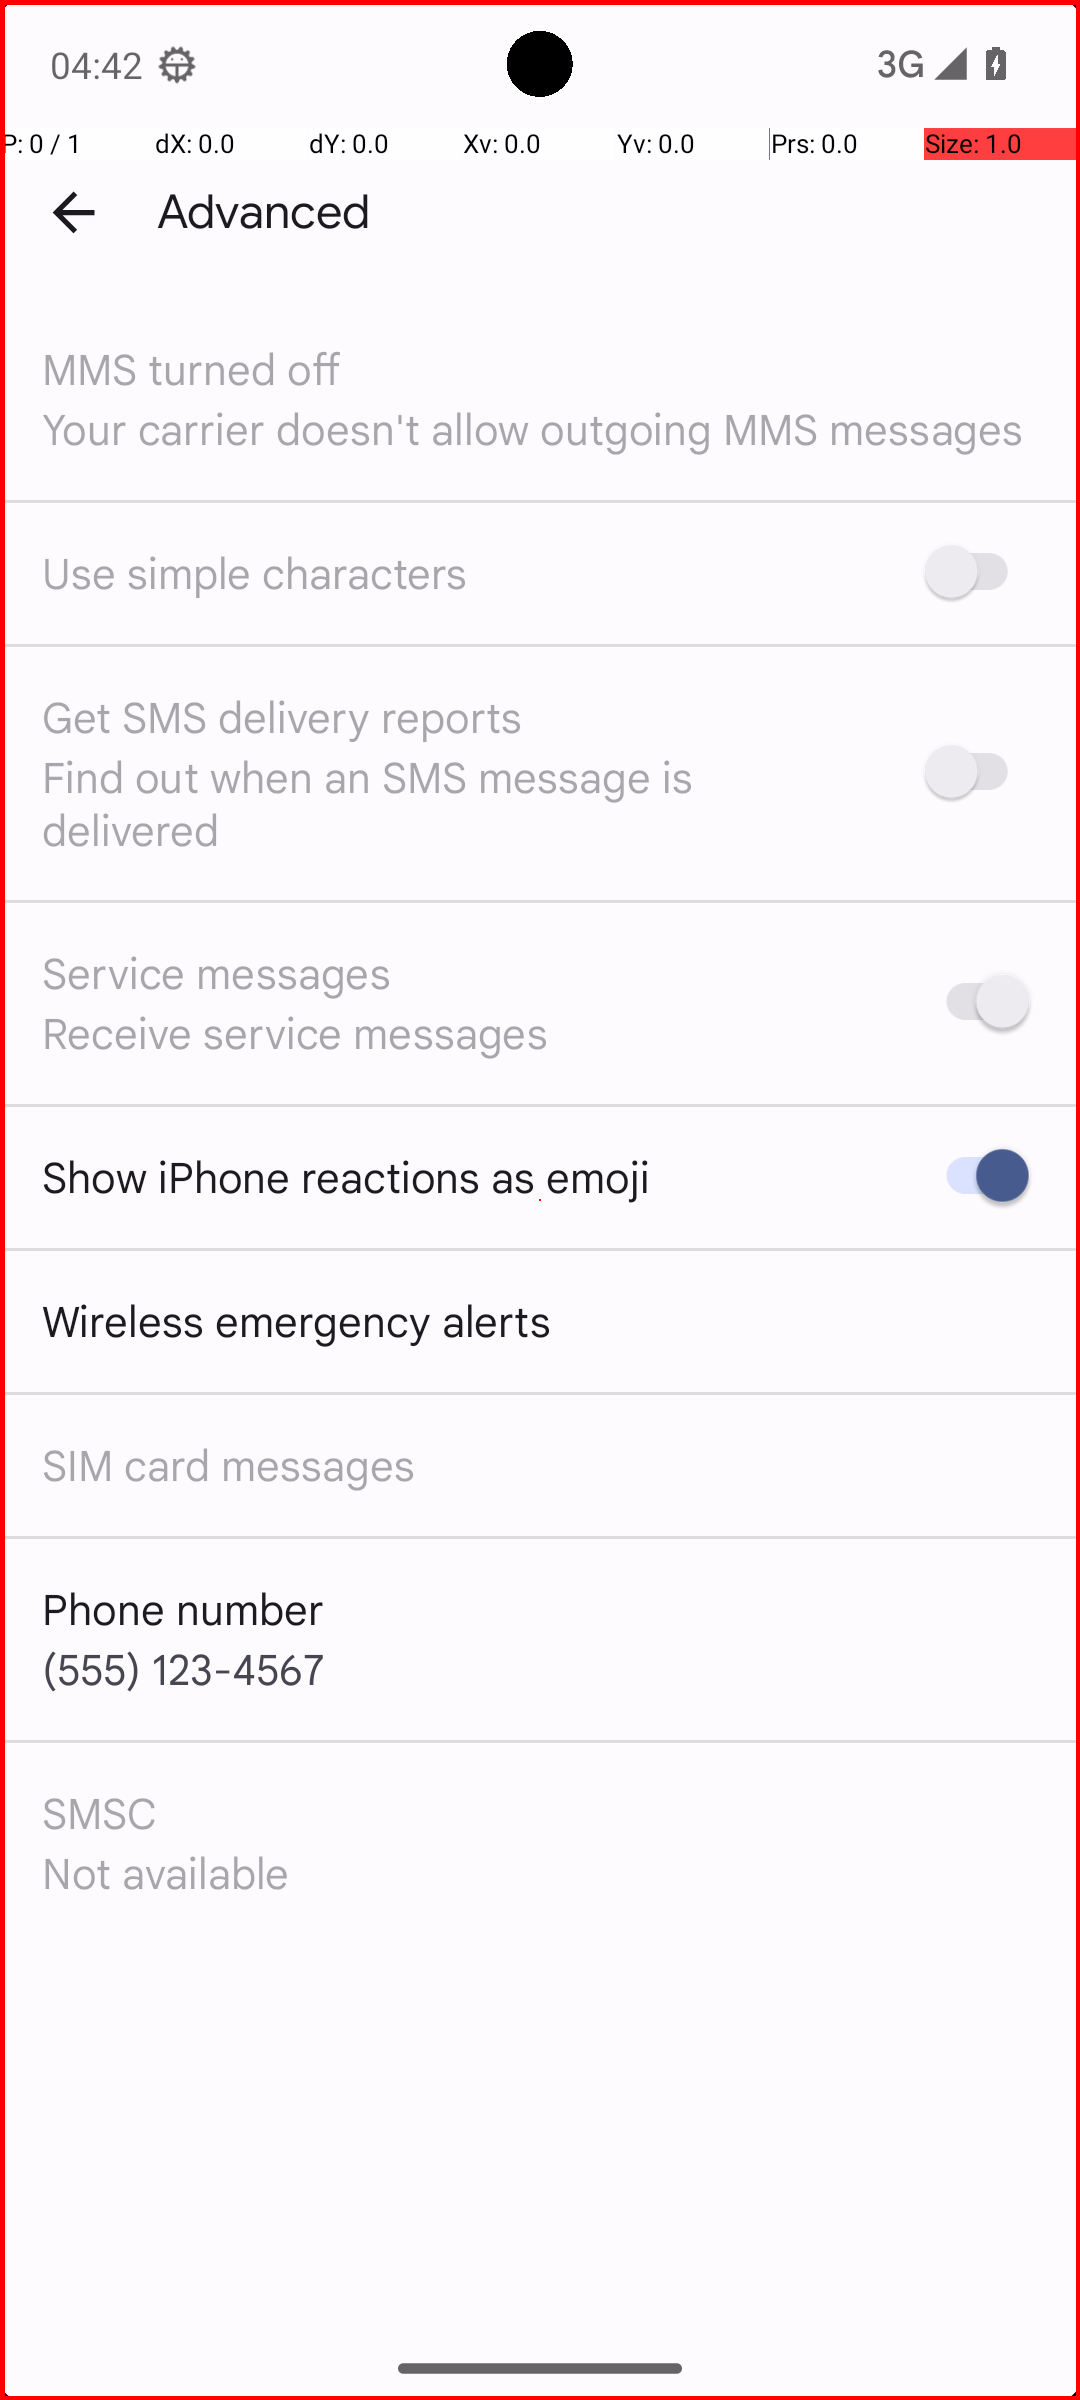 04:42
3G
P: 0 / 1 dX: 0.0 dY: 0.0 Xv: 0.0 Yv: 0.0 Prs: 0.0 Size: 1.0
Advanced
MMS turned off
Your carrier doesn't allow outgoing MMS messages
Use simple characters
Get SMS delivery reports
Find out when an SMS message is
delivered
Service messages
Receive service messages
Show iPhone reactions as emoji
Wireless emergency alerts
SIM card messages
Phone number
(555) 123-4567
SMSC
Not available